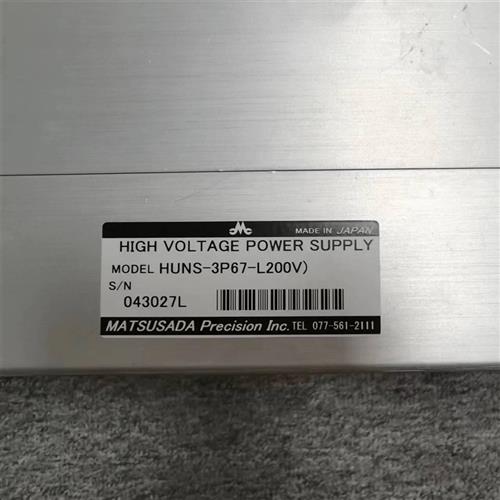 MADE IN JAPAN
HIGH VOLTAGE POWER SUPPLY
MODEL HUNS-3P67-L200V)
S/N
043027L
MATSUSADA Precision Inc. TEL 077-561-2111